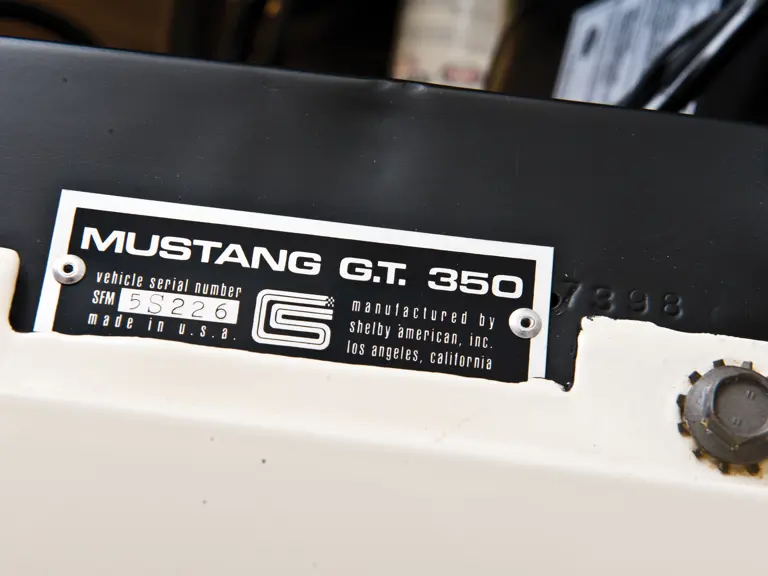 MUSTANG G.T. 350
vehicle serial number
SFM 5S226
made in u.s.a.
manufactured by
shelby american, inc.
los angeles, california
7398